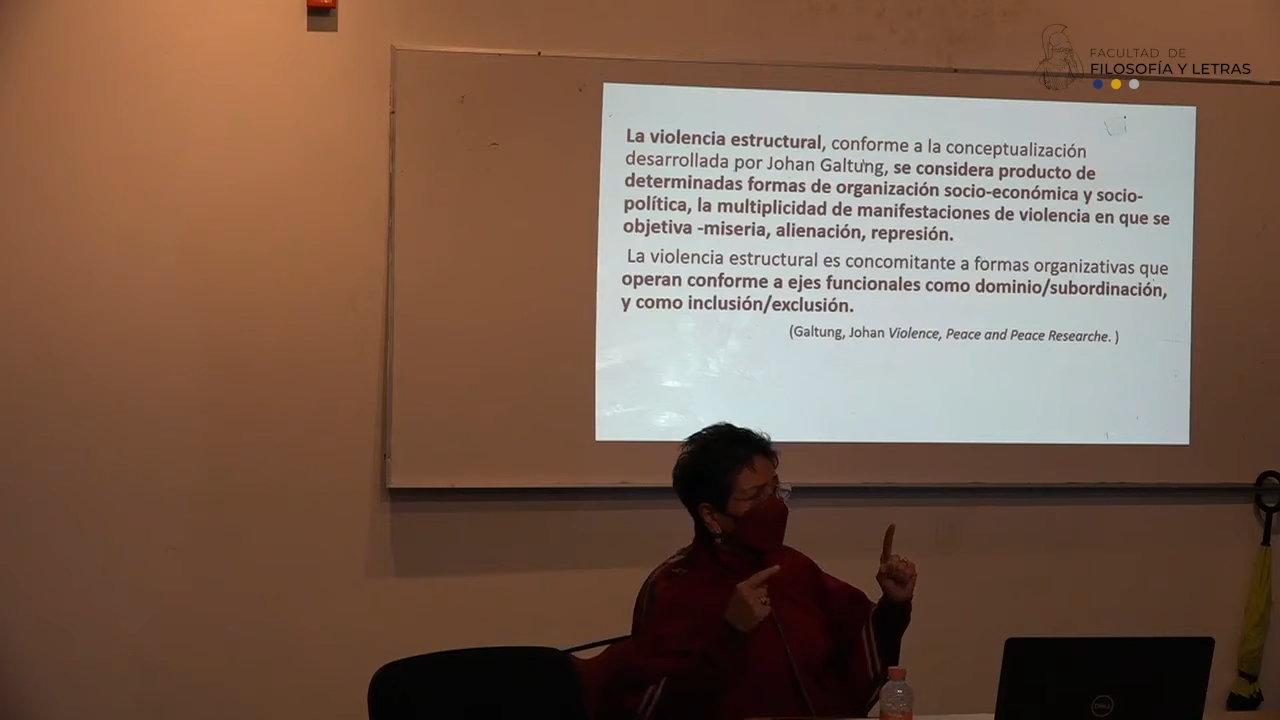 FACULTAD DE
FILOSOFÍA Y LETRAS
La violencia estructural, conforme a la conceptualización
desarrollada por Johan Galtung, se considera producto de
determinadas formas de organización socio-económica y socio-
política, la multiplicidad de manifestaciones de violencia en que se
objetiva -miseria, alienación, represión.
La violencia estructural es concomitante a formas organizativas que
operan conforme a ejes funcionales como dominio/subordinación,
y como inclusión/exclusión.
(Galtung, Johan Violence, Peace and Peace Researche. )
DELL